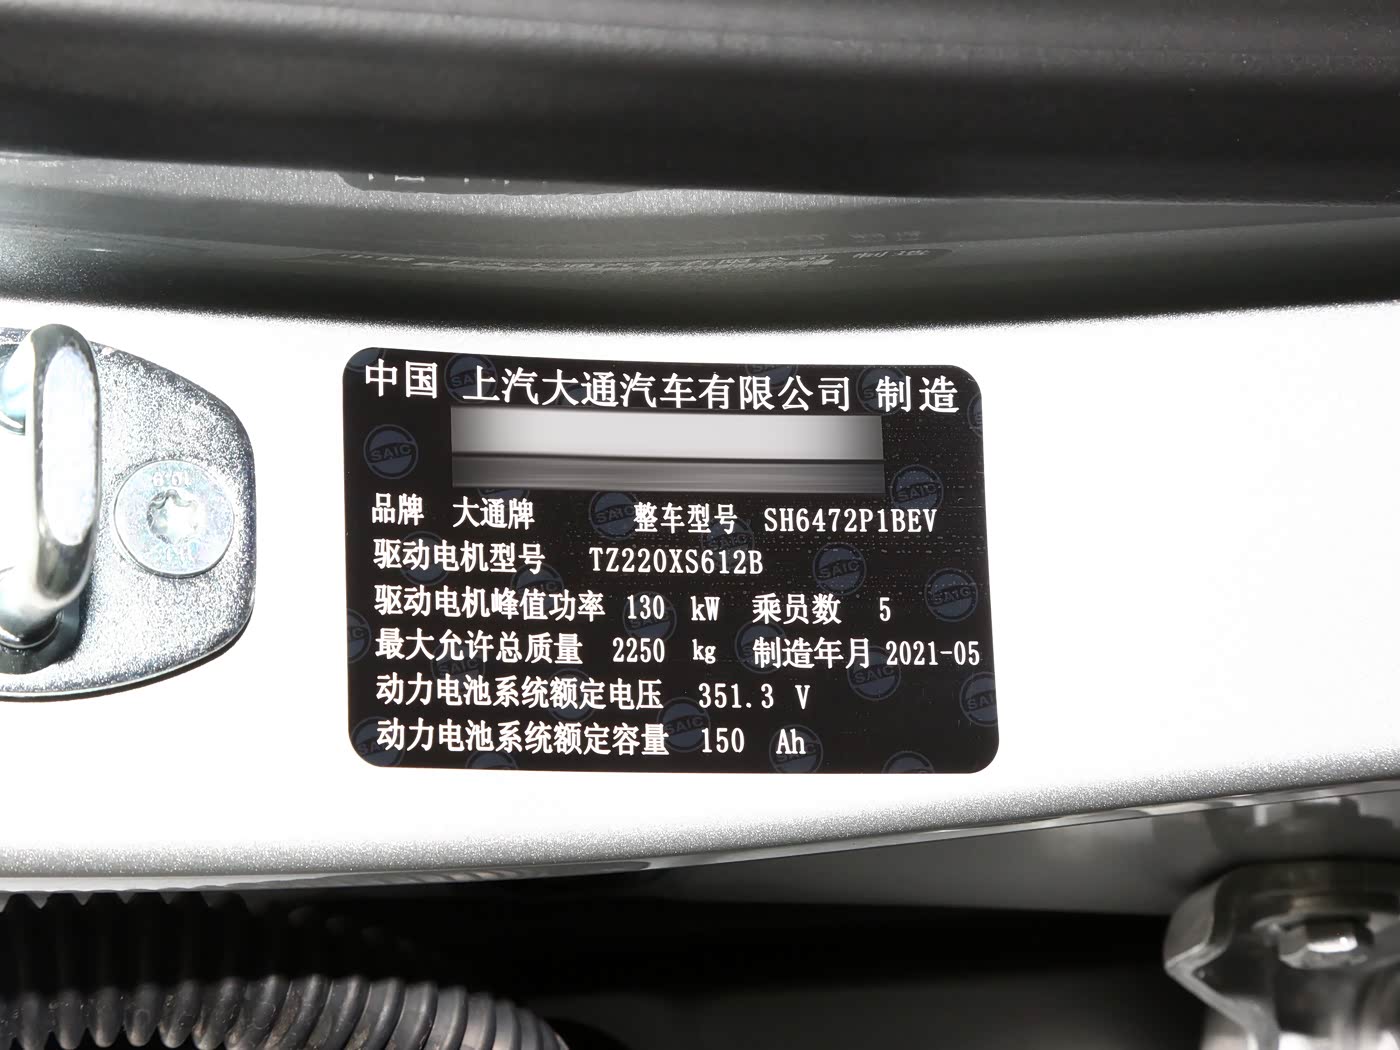 中国 上汽大通汽车有限公司 制造
品牌 大通牌 整车型号 SH6472P1BEV
驱动电机型号 TZ220XS612B
驱动电机峰值功率 130 kW 乘员数 5
最大允许总质量 2250 kg 制造年月 2021-05
动力电池系统额定电压 351.3 V
动力电池系统额定容量 150 Ah
SAIC